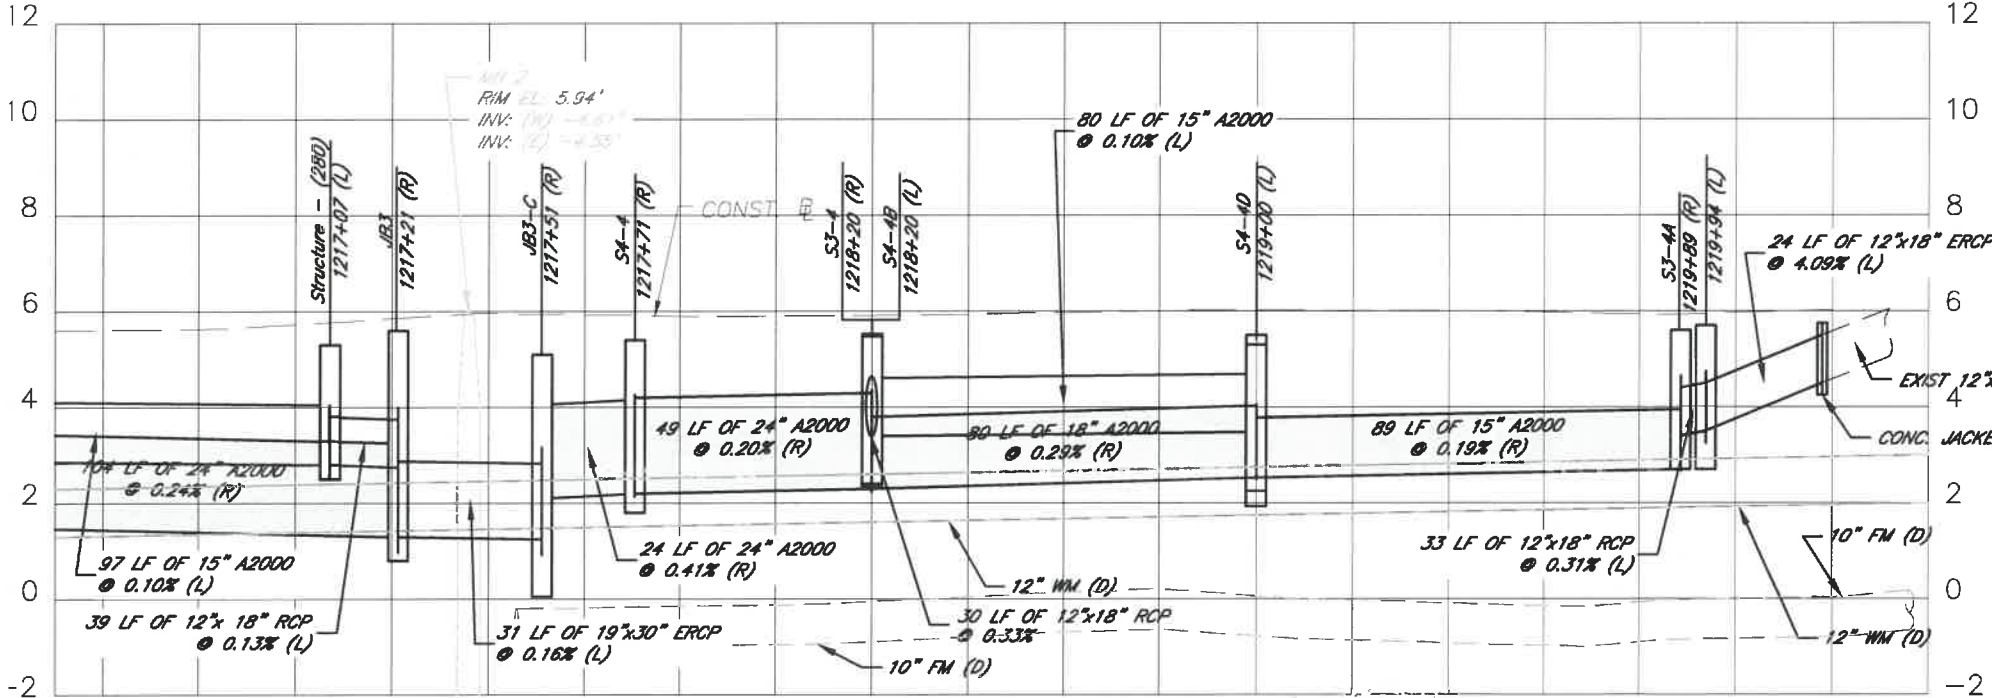 12
12
MH 2
RIM EL: 5.94'
INV: (W)
INV: (E) -4.55'
10
10
80 LF OF 15" A2000
@ 0.10% (L)
Structure - (280)
1217+07 (L)
JB3
1217+21 (R)
JB3-C
1217+51 (R)
S4-4
1217+71 (R)
CONST. BL
S3-4
1218+20 (R)
S4-4B
1218+20 (L)
S4-4D
1219+00 (L)
S3-4A
1219+89 (R)
1219+94 (L)
8
8
24 LF OF 12"x18" ERCP
@ 4.09% (L)
6
6
EXIST 12"x
4
4
49 LF OF 24" A2000
@ 0.20% (R)
80 LF OF 18" A2000
@ 0.29% (R)
89 LF OF 15" A2000
@ 0.19% (R)
CONC. JACKE
104 LF OF 24" A2000
@ 0.24% (R)
2
2
97 LF OF 15" A2000
@ 0.10% (L)
24 LF OF 24" A2000
@ 0.41% (R)
33 LF OF 12"x18" RCP
@ 0.31% (L)
10" FM (D)
12" WM (D)
0
0
39 LF OF 12"x 18" RCP
@ 0.13% (L)
31 LF OF 19"x30" ERCP
@ 0.16% (L)
30 LF OF 12"x18" RCP
@ 0.33%
12" WM (D)
10" FM (D)
-2
-2